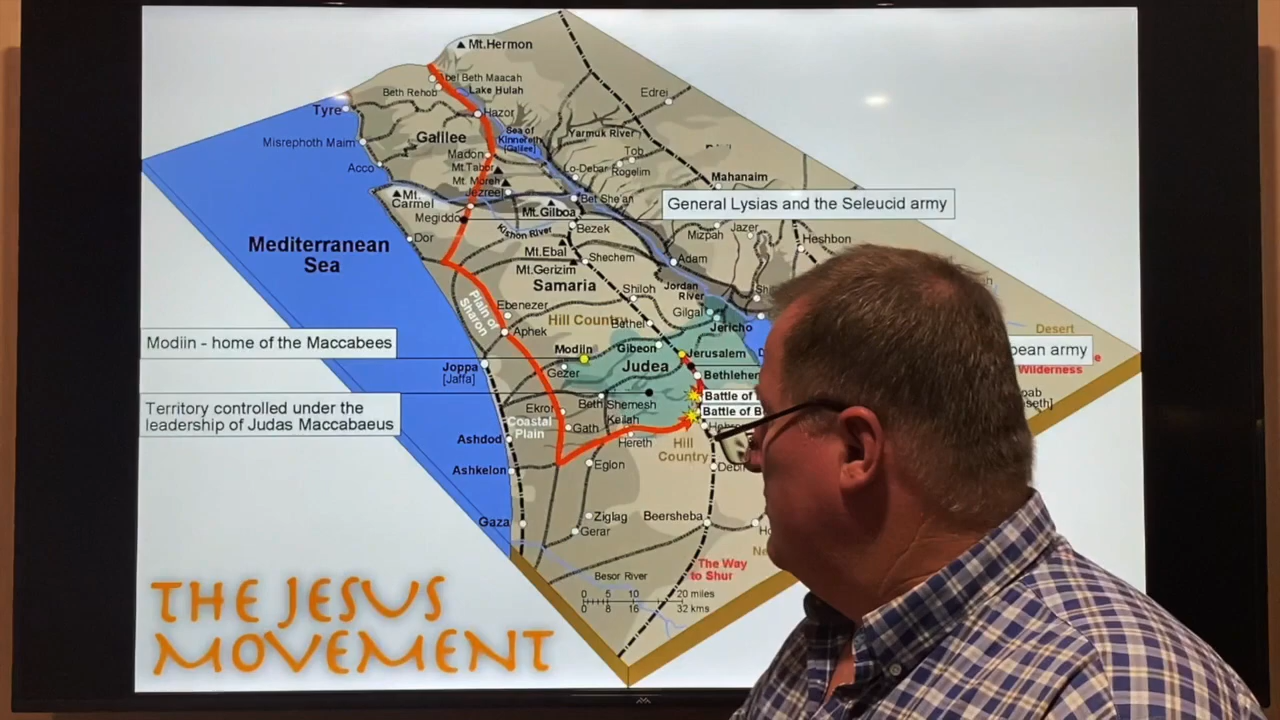 Mt.Hermon
Abel Beth Maacah
Beth Rehob
Lake Hulah
Edrei
Tyre
Hazor
Misrephoth Maim
Galilee
Sea of
Kinnereth
[Galilee]
Yarmuk River
Madon
Tob
Acco
Mt.Tabor
Lo-Debar
Rogelim
Mt. Moreh
Mahanaim
Mt.
Carmel
Jezreel
Bet She'an
General Lysias and the Seleucid army
Megiddo
Mt.Gilboa
Kishon River
Bezek
Mizpah
Jazer
Heshbon
Dor
Mediterranean
Sea
Mt.Ebal
Shechem
Adam
Mt.Gerizim
Samaria
Shiloh
Jordan
River
Plain of
Sharon
Ebenezer
Gilgal
Hill Country
Bethel
Jericho
Aphek
Desert
Modiin - home of the Maccabees
Modiin
Gibeon
Jerusalem
army
Joppa
[Jaffa]
Gezer
Judea
Wilderness
Territory controlled under the
leadership of Judas Maccabaeus
Beth Shemesh
Battle of
Battle of B
Coastal
Plain
Keilah
Gath
Ashdod
Hereth
Hill
Country
Ashkelon
Eglon
Gaza
Ziglag
Beersheba
Gerar
The Way
to Shur
Besor River
0 5 10 20 miles
0 8 16 32 kms
THE JESUS
MOVEMENT